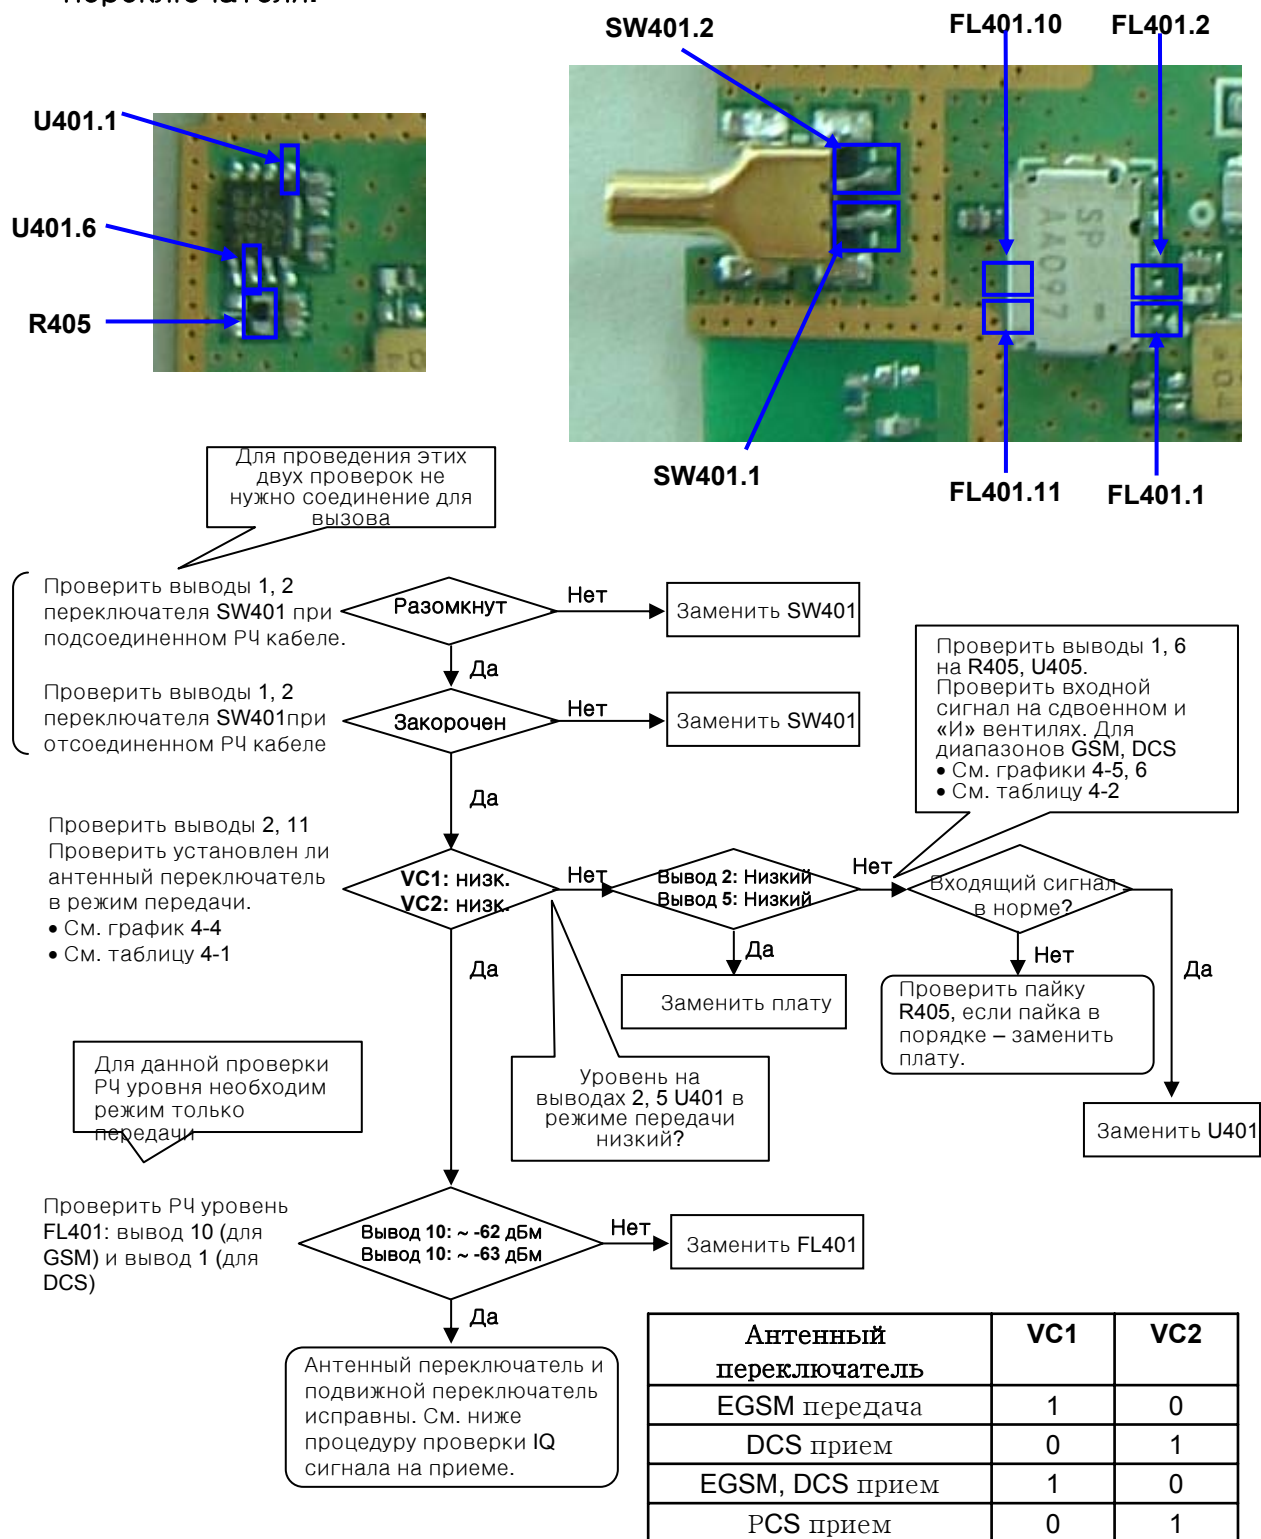 переключателя.
SW401.2
FL401.10
FL401.2
U401.1
U401.6
R405
SP
AA097
SW401.1
FL401.11
FL401.1
Для проведения этих
двух проверок не
нужно соединение для
вызова
Проверить выводы 1, 2
переключателя SW401 при
подсоединенном РЧ кабеле.
Разомкнут
Нет
Заменить SW401
Да
Проверить выводы 1, 2
переключателя SW401при
отсоединенном РЧ кабеле
Закорочен
Нет
Заменить SW401
Да
Проверить выводы 1, 6
на R405, U405.
Проверить входной
сигнал на сдвоенном и
«И» вентилях. Для
диапазонов GSM, DCS
• См. графики 4-5, 6
• См. таблицу 4-2
Проверить выводы 2, 11
Проверить установлен ли
антенный переключатель
в режим передачи.
• См. график 4-4
• См. таблицу 4-1
VC1: низк.
VC2: низк.
Нет
Вывод 2: Низкий
Вывод 5: Низкий
Нет
Входящий сигнал
в норме?
Да
Да
Нет
Да
Заменить плату
Проверить пайку
R405, если пайка в
порядке – заменить
плату.
Заменить U401
Уровень на
выводах 2, 5 U401 в
режиме передачи
низкий?
Для данной проверки
РЧ уровня необходим
режим только
передачи
Проверить РЧ уровень
FL401: вывод 10 (для
GSM) и вывод 1 (для
DCS)
Вывод 10: ~ -62 дБм
Вывод 10: ~ -63 дБм
Нет
Заменить FL401
Да
Антенный переключатель и
подвижной переключатель
исправны. См. ниже
процедуру проверки IQ
сигнала на приеме.
Антенный переключатель VC1 VC2
EGSM передача 1 0
DCS прием 0 1
EGSM, DCS прием 1 0
PCS прием 0 1